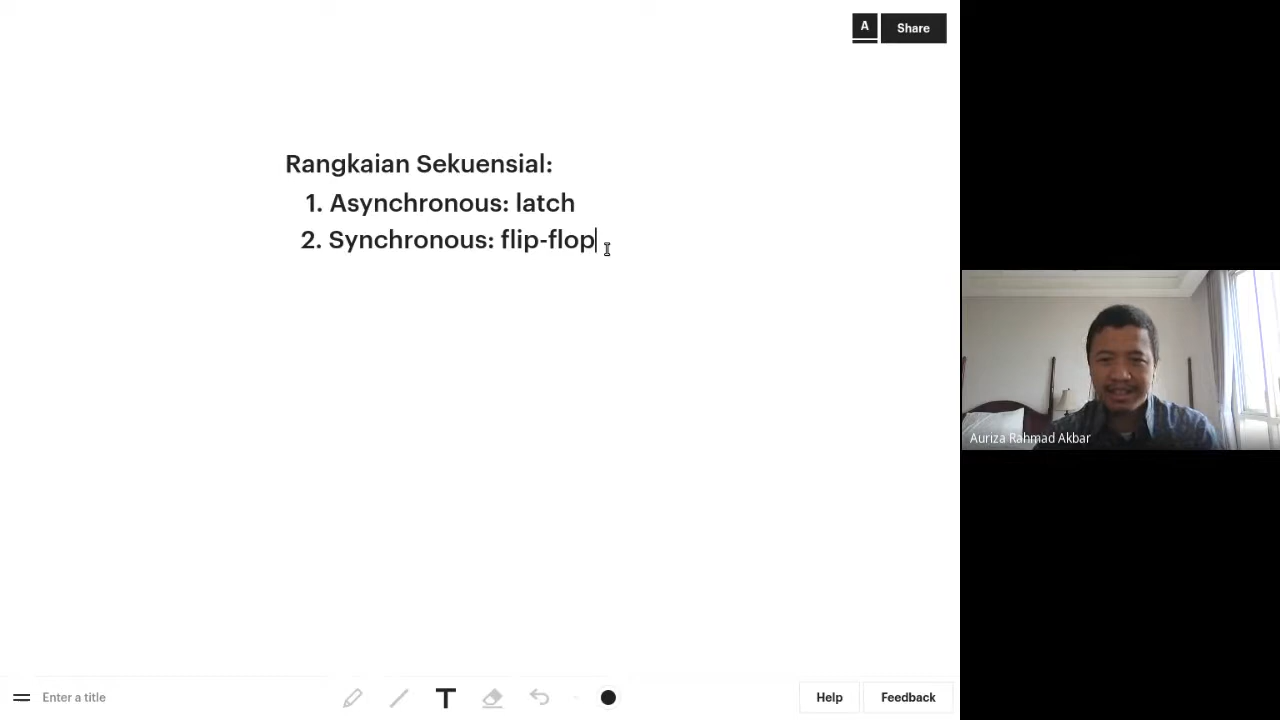 A
Share
Rangkaian Sekuensial:
1. Asynchronous: latch
2. Synchronous: flip-flop
Auriza Rahmad Akbar
Enter a title
T
Help
Feedback